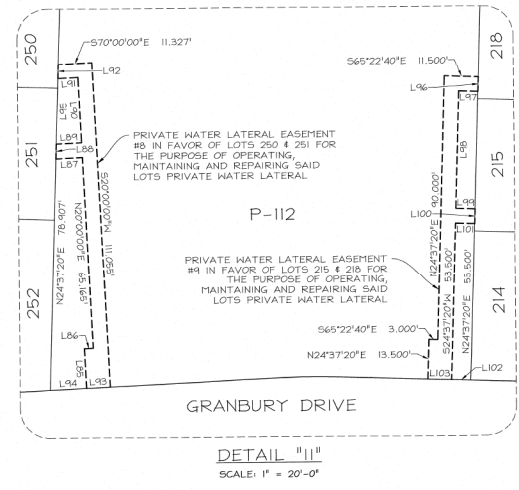 250
S70°00'00"E 11.327'
L92
L91
L95
L90
L89
L88
L87
251
PRIVATE WATER LATERAL EASEMENT
#8 IN FAVOR OF LOTS 250 & 251 FOR
THE PURPOSE OF OPERATING,
MAINTAINING AND REPAIRING SAID
LOTS PRIVATE WATER LATERAL
S20°00'00"W 111.055'
N20°00'00"E 65.165'
N24°37'20"E 78.907'
252
L86
L85
L94
L93
P-112
218
S65°22'40"E 11.500'
L96
L97
L98
215
L99
L100
L101
N24°37'20"E 90.000'
PRIVATE WATER LATERAL EASEMENT
#9 IN FAVOR OF LOTS 215 & 218 FOR
THE PURPOSE OF OPERATING,
MAINTAINING AND REPAIRING SAID
LOTS PRIVATE WATER LATERAL
S24°37'20"W 53.500'
N24°37'20"E 53.500'
214
S65°22'40"E 3.000'
N24°37'20"E 13.500'
L102
L103
GRANBURY DRIVE
DETAIL "11"
SCALE: 1" = 20'-0"